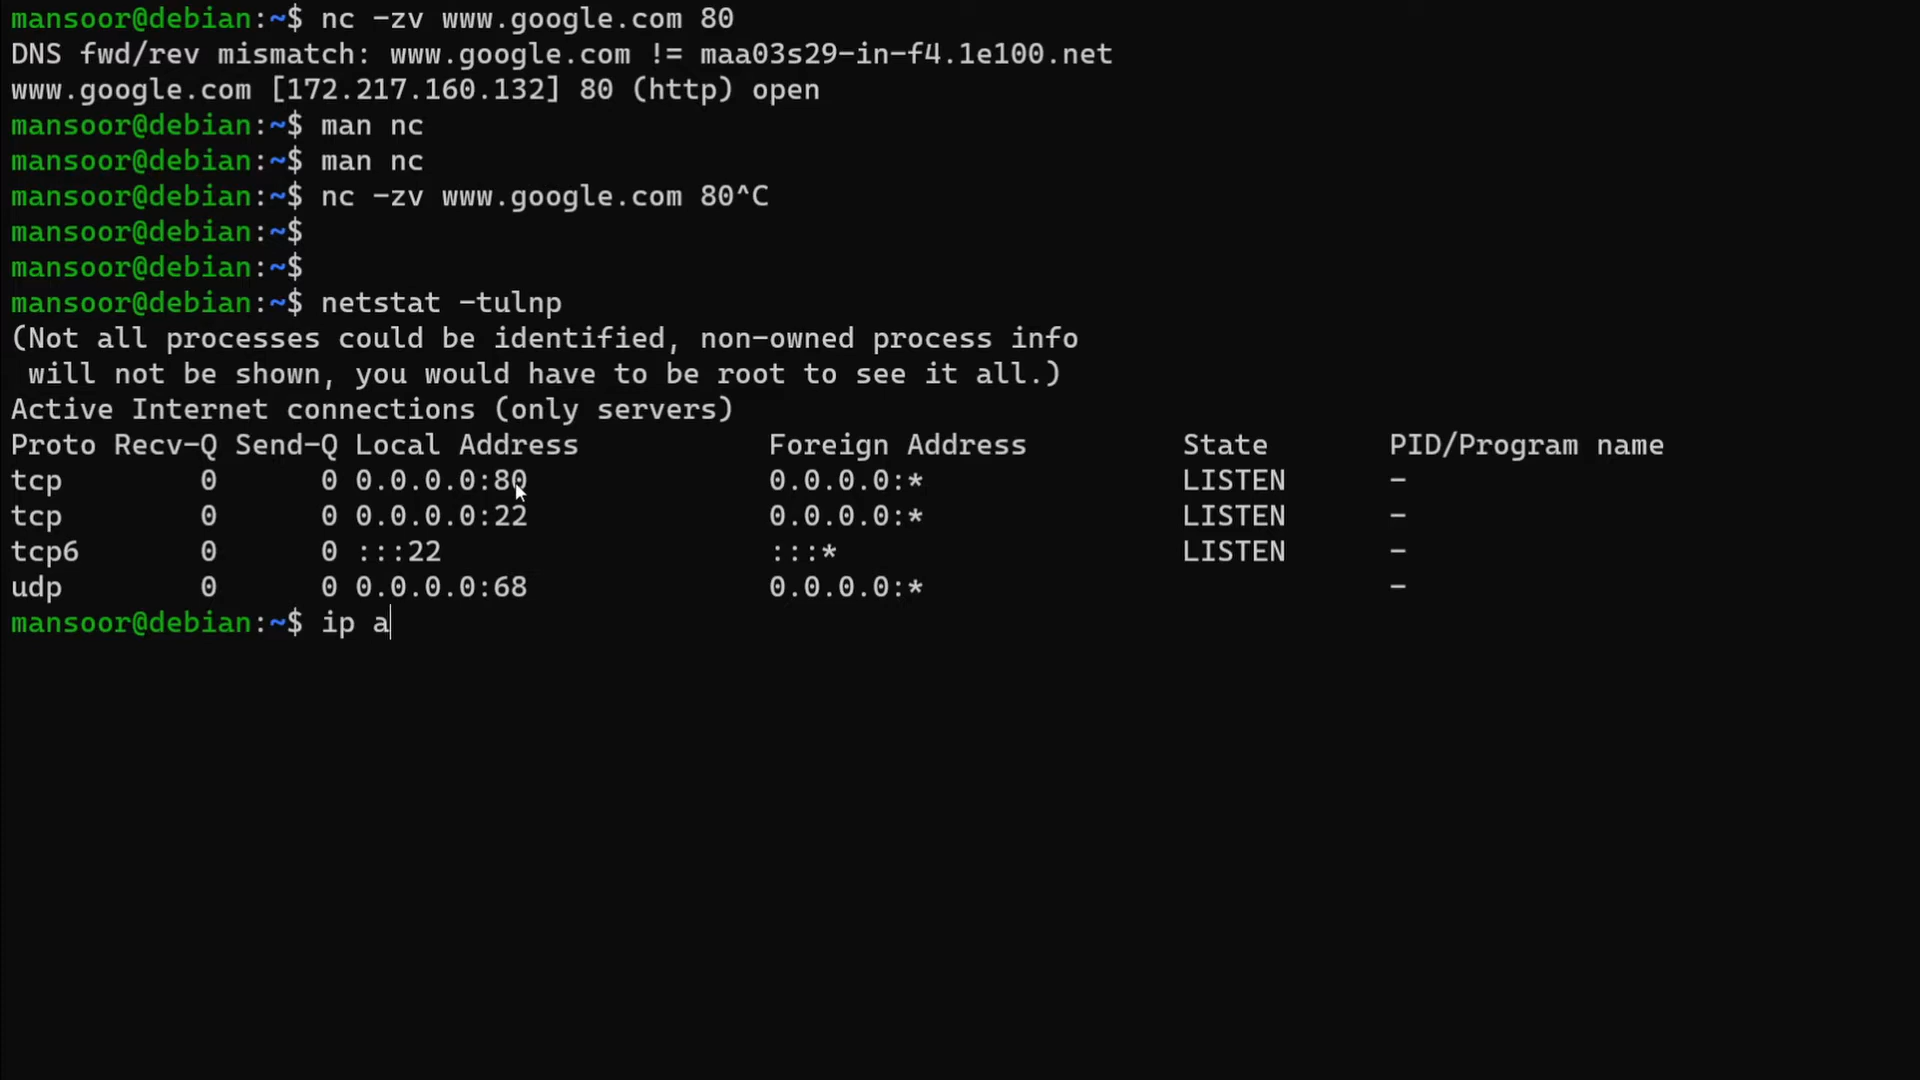 mansoor@debian:~$ nc -zv www.google.com 80
DNS fwd/rev mismatch: www.google.com != maa03s29-in-f4.1e100.net
www.google.com [172.217.160.132] 80 (http) open
mansoor@debian:~$ man nc
mansoor@debian:~$ man nc
mansoor@debian:~$ nc -zv www.google.com 80^C
mansoor@debian:~$
mansoor@debian:~$
mansoor@debian:~$ netstat -tulnp
(Not all processes could be identified, non-owned process info
 will not be shown, you would have to be root to see it all.)
Active Internet connections (only servers)
Proto Recv-Q Send-Q Local Address           Foreign Address         State       PID/Program name
tcp        0      0 0.0.0.0:80              0.0.0.0:*               LISTEN      -
tcp        0      0 0.0.0.0:22              0.0.0.0:*               LISTEN      -
tcp6       0      0 :::22                   :::*                    LISTEN      -
udp        0      0 0.0.0.0:68              0.0.0.0:*                           -
mansoor@debian:~$ ip a